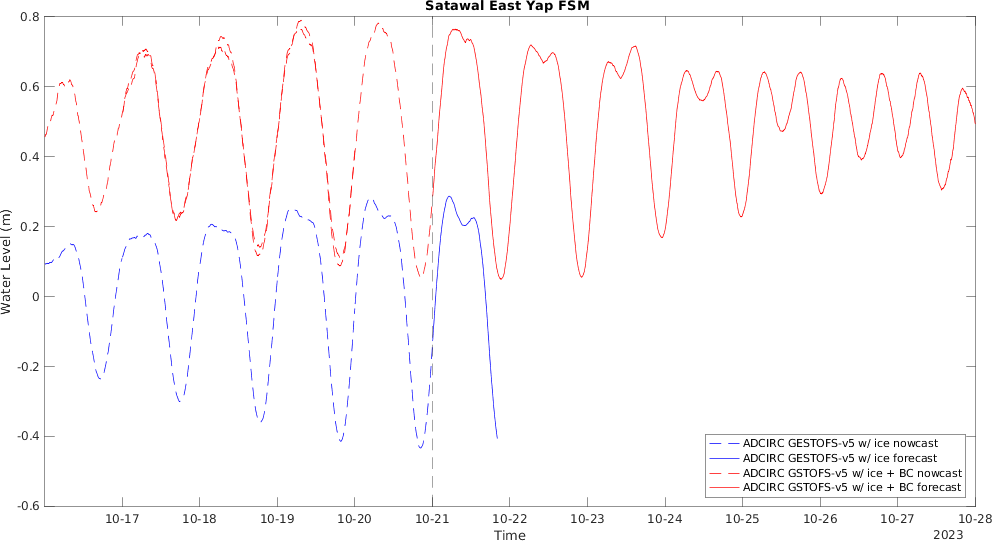 Satawal East Yap FSM
0.8
0.6
0.4
0.2
0
-0.2
-0.4
-0.6
Water Level (m)
ADCIRC GESTOFS-v5 w/ ice nowcast
ADCIRC GESTOFS-v5 w/ ice forecast
ADCIRC GSTOFS-v5 w/ ice + BC nowcast
ADCIRC GSTOFS-v5 w/ ice + BC forecast
10-17 10-18 10-19 10-20 10-21 10-22 10-23 10-24 10-25 10-26 10-27 10-28
Time
2023